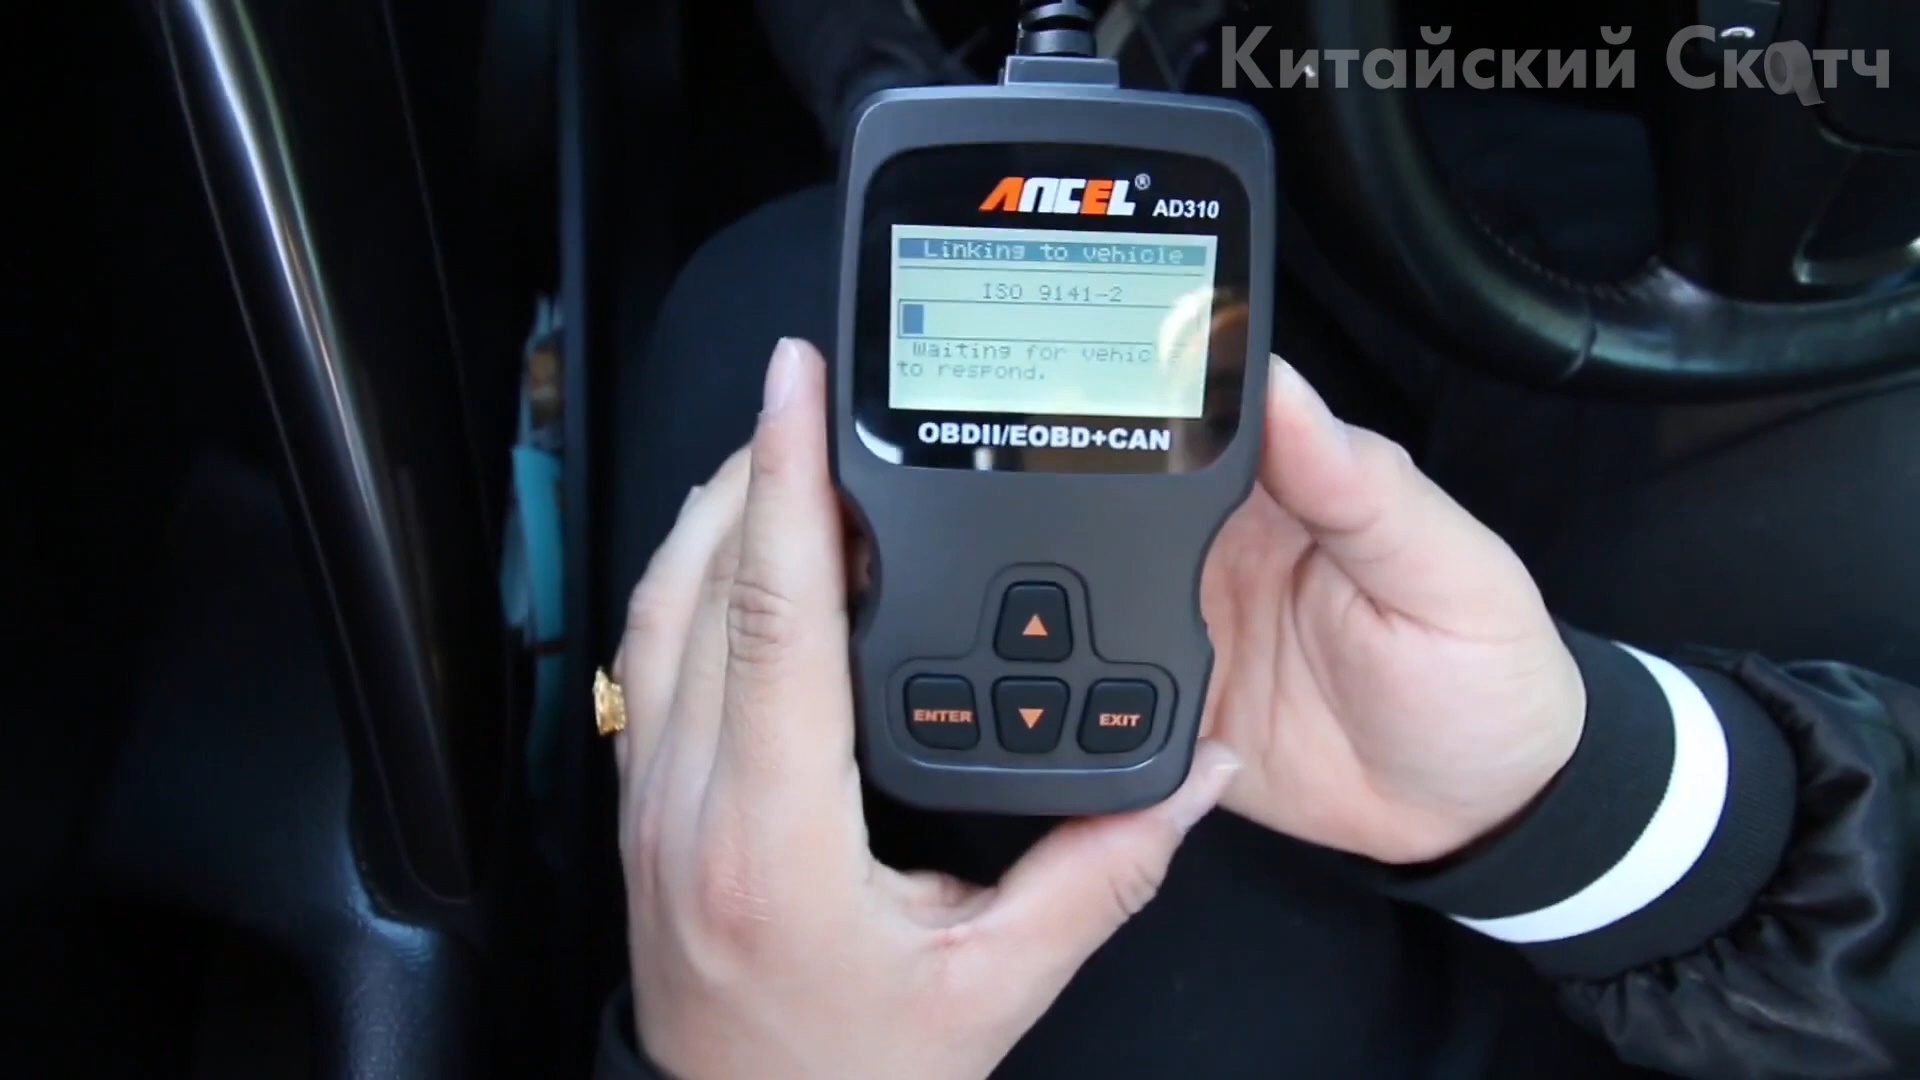 Китайский Скотч
ANCEL®
AD310
Linking to vehicle
ISO 9141-2
Waiting for vehicle
to respond.
OBDII/EOBD+CAN
▲
ENTER
▼
EXIT